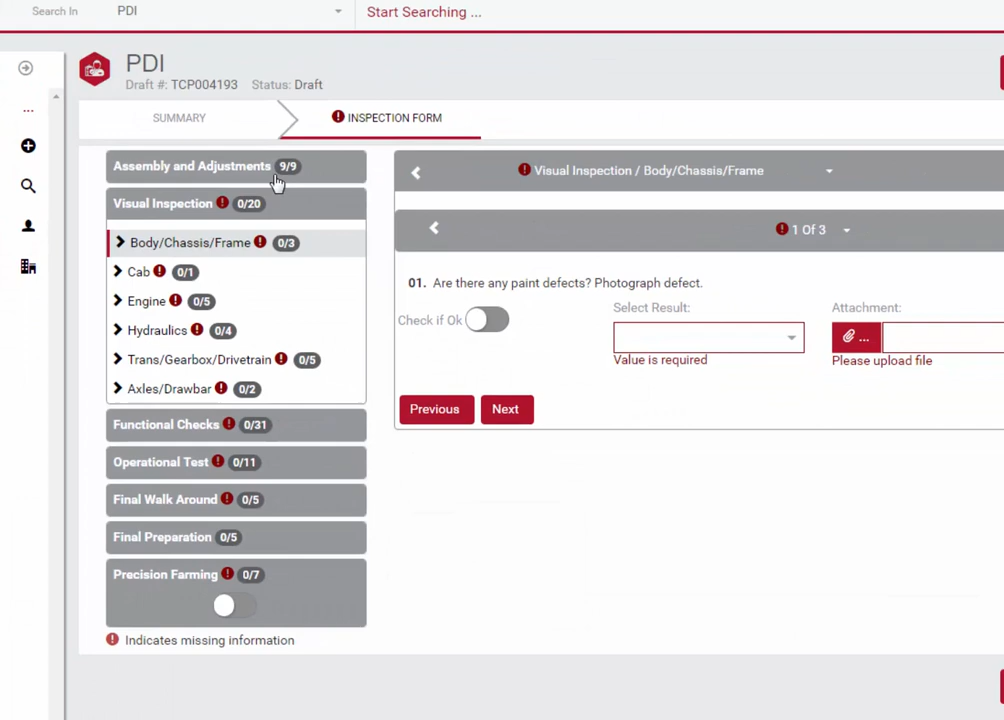 Search In PDI Start Searching ...
PDI
Draft #: TCP004193 Status: Draft
SUMMARY INSPECTION FORM
Assembly and Adjustments 9/9
Visual Inspection 0/20
Body/Chassis/Frame 0/3
Cab 0/1
Engine 0/5
Hydraulics 0/4
Trans/Gearbox/Drivetrain 0/5
Axles/Drawbar 0/2
Functional Checks 0/31
Operational Test 0/11
Final Walk Around 0/5
Final Preparation 0/5
Precision Farming 0/7
Indicates missing information
Visual Inspection / Body/Chassis/Frame
1 Of 3
01. Are there any paint defects? Photograph defect.
Check if Ok
Select Result:
Value is required
Attachment:
...
Please upload file
Previous Next
...